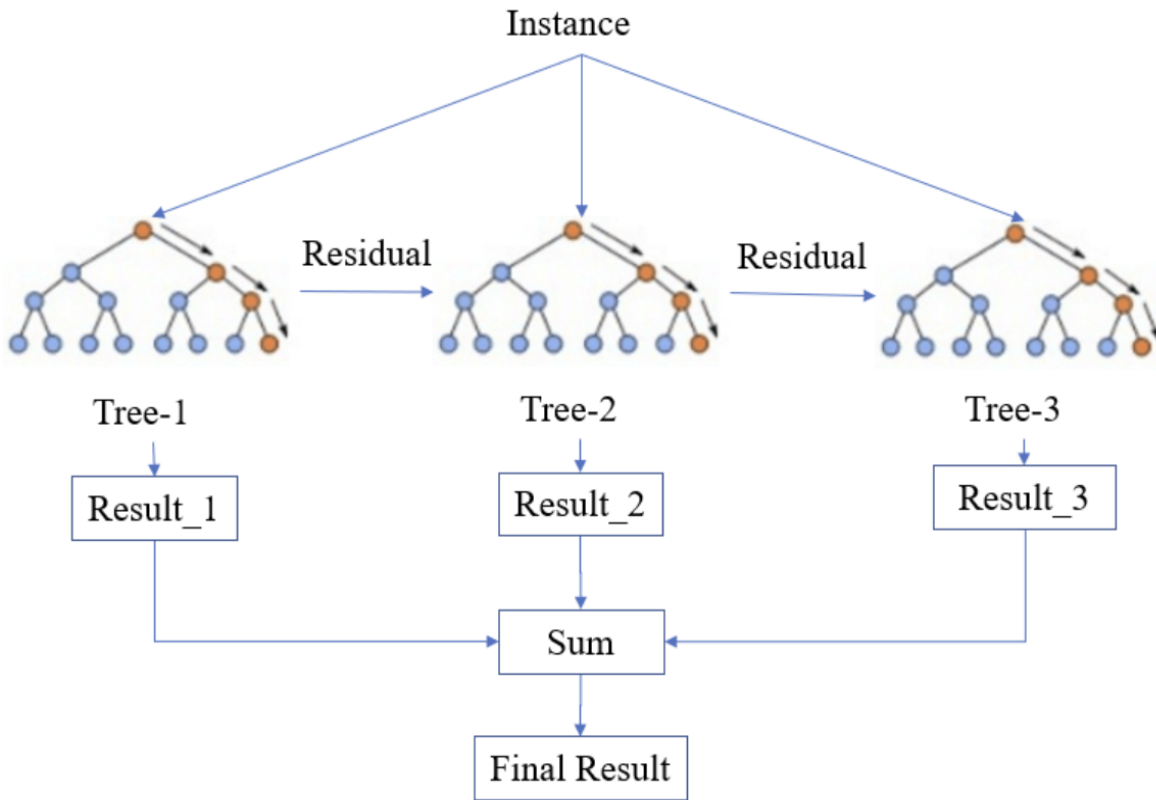 Instance
Residual
Residual
Tree-1
Tree-2
Tree-3
Result_1
Result_2
Result_3
Sum
Final Result